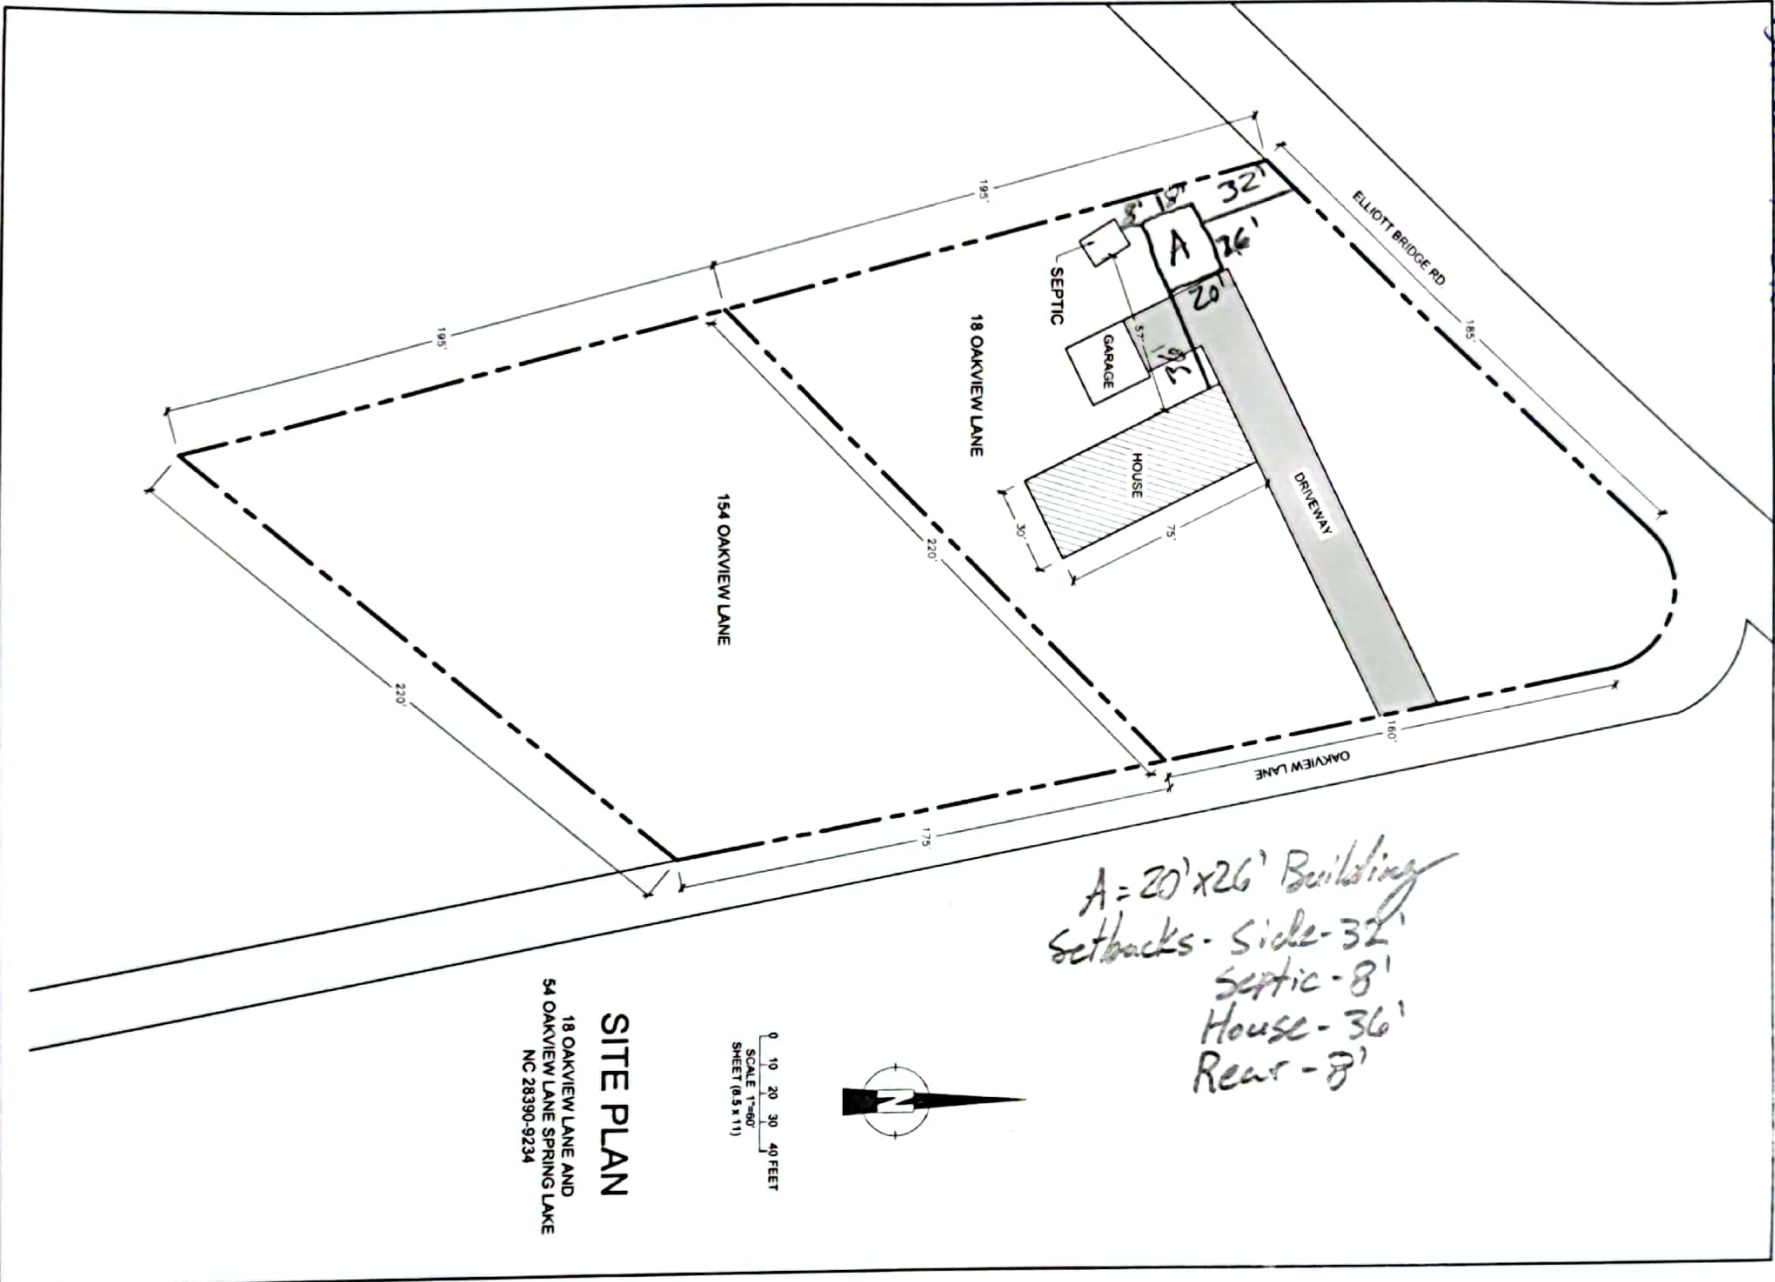 ELLIOTT BRIDGE RD
185'
195'
195'
32'
8'
8'
A
26'
20'
SEPTIC
57'
36'
GARAGE
18 OAKVIEW LANE
HOUSE
30'
75'
DRIVEWAY
220'
154 OAKVIEW LANE
220'
160'
OAKVIEW LANE
175'
A = 20' x 26' Building
Setbacks - Side - 32'
Septic - 8'
House - 36'
Rear - 8'
N
0 10 20 30 40 FEET
SCALE 1"=60'
SHEET (8.5 x 11)
SITE PLAN
18 OAKVIEW LANE AND
54 OAKVIEW LANE SPRING LAKE
NC 28390-9234